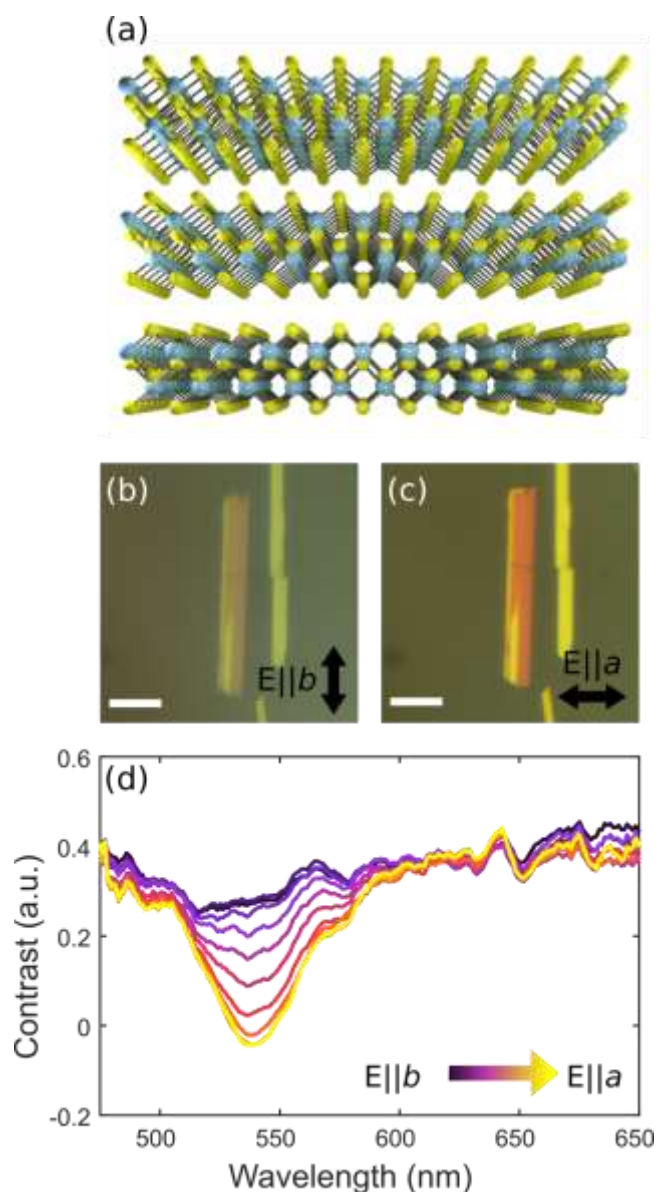 (a)
(b)
E||b
(c)
E||a
(d)
0.6
0.4
0.2
0
-0.2
Contrast (a.u.)
E||b
E||a
500
550
600
650
650
Wavelength (nm)